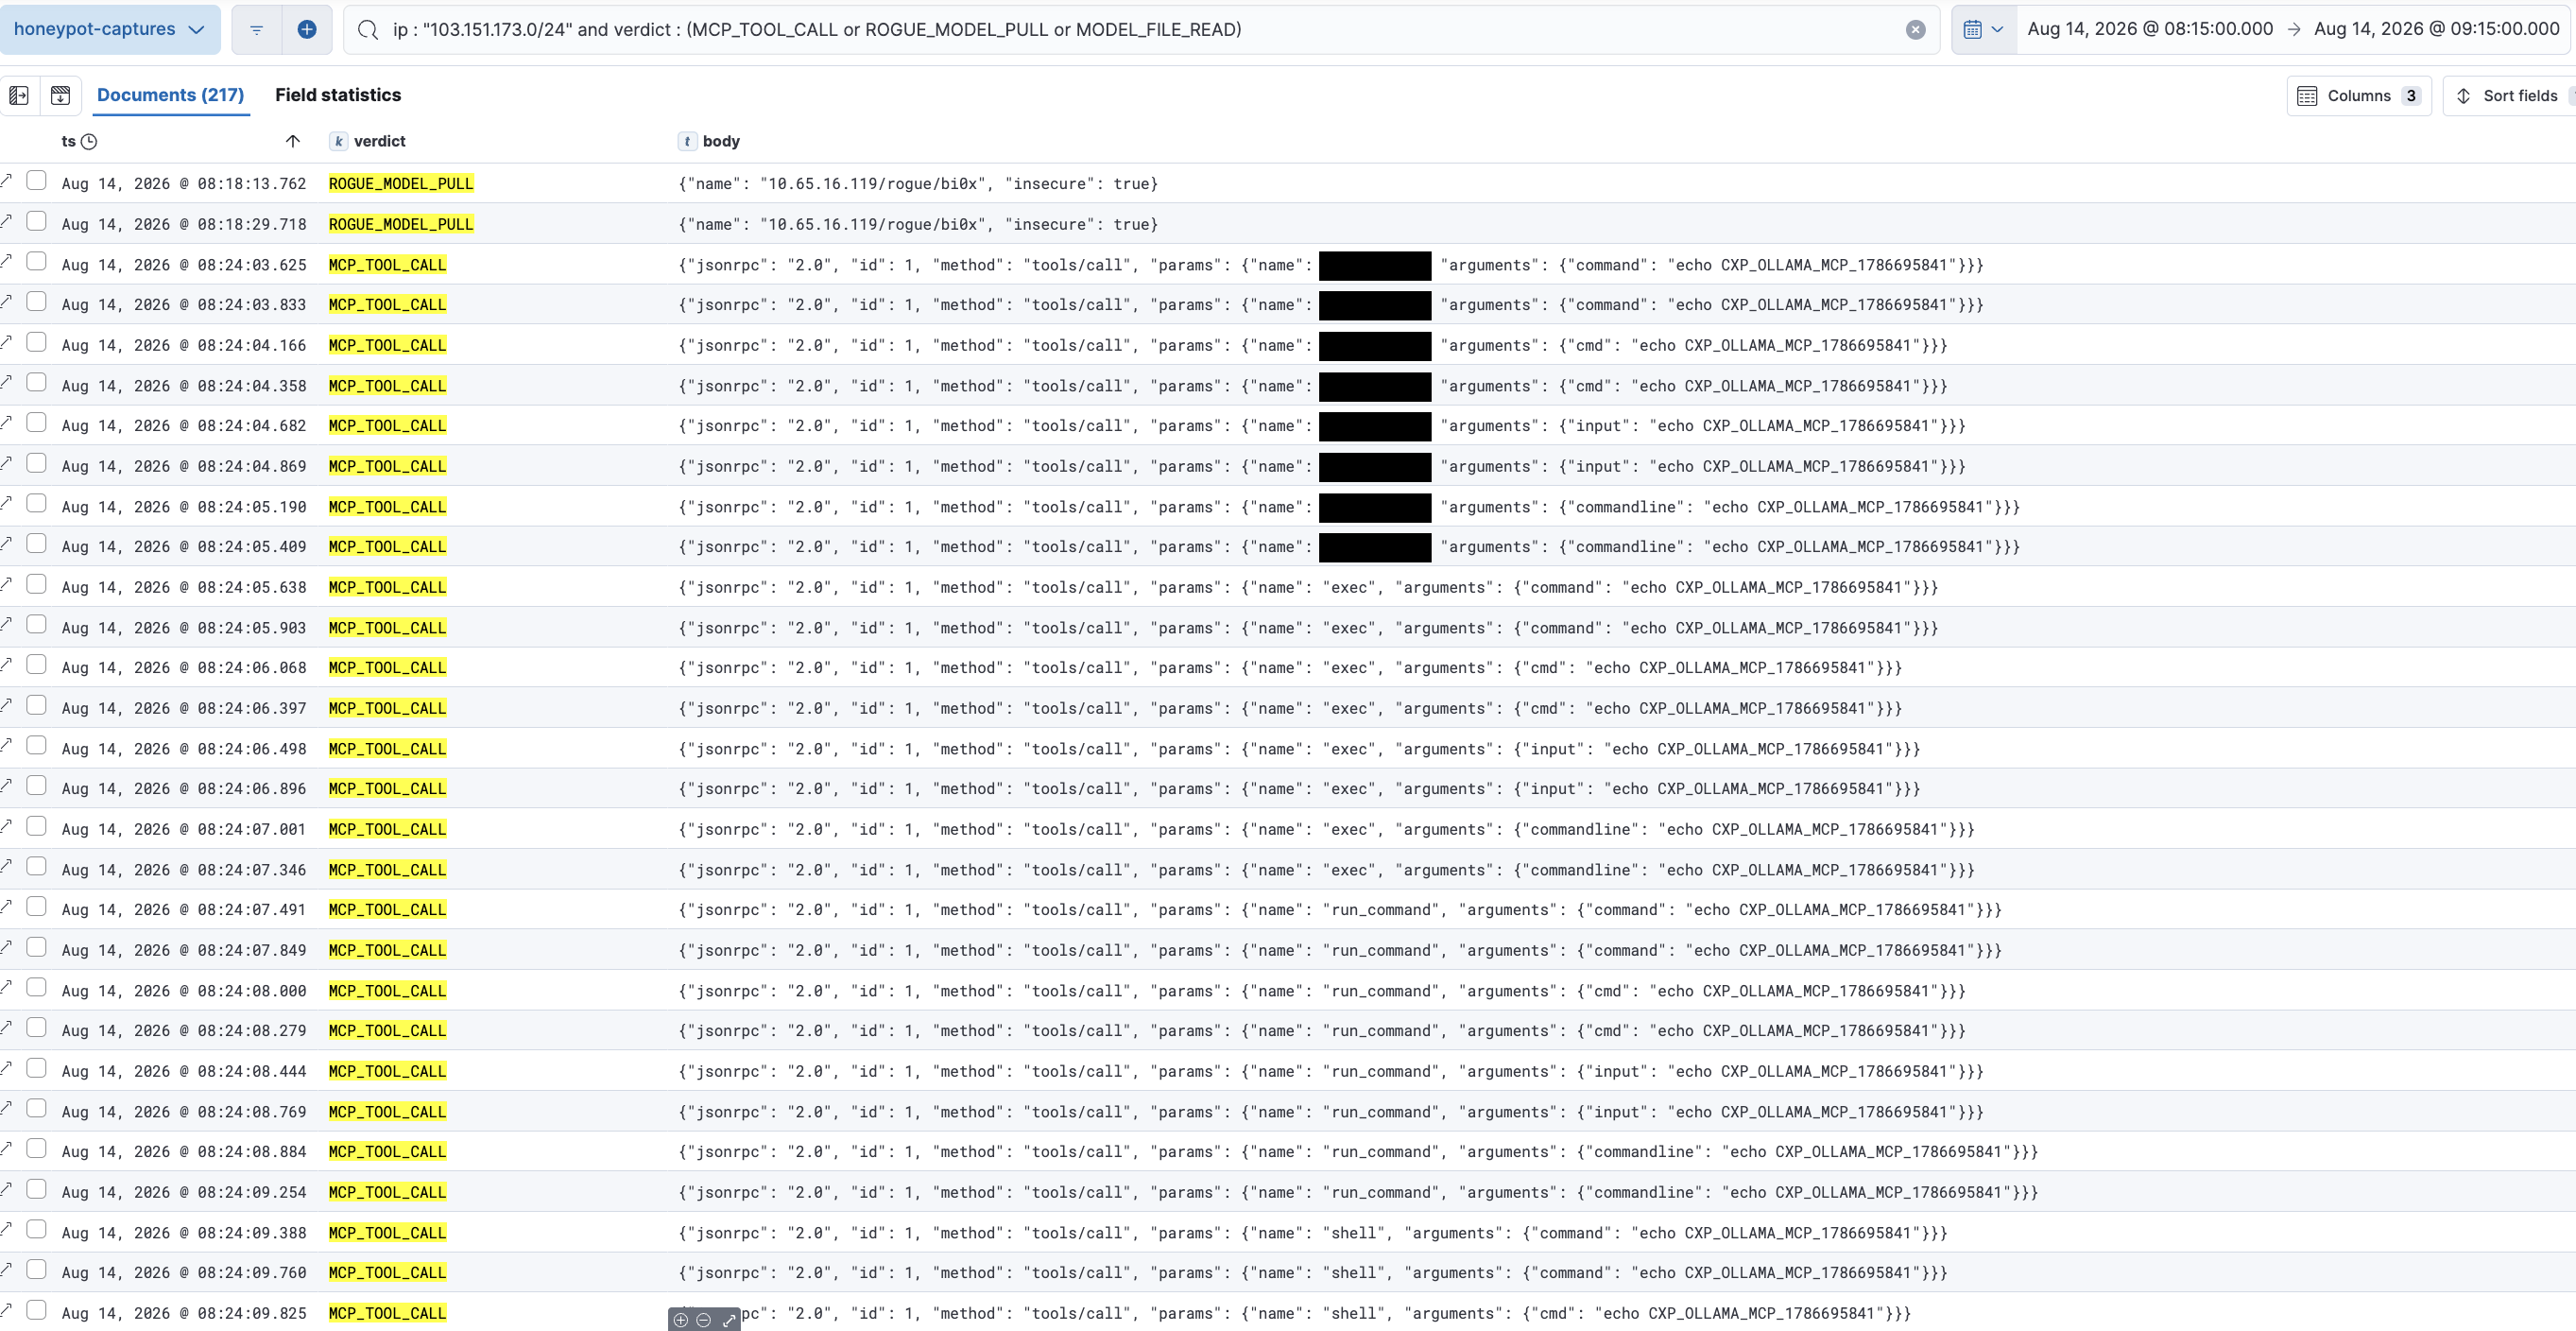 honeypot-captures
ip : "103.151.173.0/24" and verdict : (MCP_TOOL_CALL or ROGUE_MODEL_PULL or MODEL_FILE_READ)
Aug 14, 2026 @ 08:15:00.000 → Aug 14, 2026 @ 09:15:00.000
Documents (217) Field statistics
Columns 3 Sort fields
ts k verdict t body
Aug 14, 2026 @ 08:18:13.762 ROGUE_MODEL_PULL {"name": "10.65.16.119/rogue/bi0x", "insecure": true}
Aug 14, 2026 @ 08:18:29.718 ROGUE_MODEL_PULL {"name": "10.65.16.119/rogue/bi0x", "insecure": true}
Aug 14, 2026 @ 08:24:03.625 MCP_TOOL_CALL {"jsonrpc": "2.0", "id": 1, "method": "tools/call", "params": {"name": "arguments": {"command": "echo CXP_OLLAMA_MCP_1786695841"}}}
Aug 14, 2026 @ 08:24:03.833 MCP_TOOL_CALL {"jsonrpc": "2.0", "id": 1, "method": "tools/call", "params": {"name": "arguments": {"command": "echo CXP_OLLAMA_MCP_1786695841"}}}
Aug 14, 2026 @ 08:24:04.166 MCP_TOOL_CALL {"jsonrpc": "2.0", "id": 1, "method": "tools/call", "params": {"name": "arguments": {"cmd": "echo CXP_OLLAMA_MCP_1786695841"}}}
Aug 14, 2026 @ 08:24:04.358 MCP_TOOL_CALL {"jsonrpc": "2.0", "id": 1, "method": "tools/call", "params": {"name": "arguments": {"cmd": "echo CXP_OLLAMA_MCP_1786695841"}}}
Aug 14, 2026 @ 08:24:04.682 MCP_TOOL_CALL {"jsonrpc": "2.0", "id": 1, "method": "tools/call", "params": {"name": "arguments": {"input": "echo CXP_OLLAMA_MCP_1786695841"}}}
Aug 14, 2026 @ 08:24:04.869 MCP_TOOL_CALL {"jsonrpc": "2.0", "id": 1, "method": "tools/call", "params": {"name": "arguments": {"input": "echo CXP_OLLAMA_MCP_1786695841"}}}
Aug 14, 2026 @ 08:24:05.190 MCP_TOOL_CALL {"jsonrpc": "2.0", "id": 1, "method": "tools/call", "params": {"name": "arguments": {"commandline": "echo CXP_OLLAMA_MCP_1786695841"}}}
Aug 14, 2026 @ 08:24:05.409 MCP_TOOL_CALL {"jsonrpc": "2.0", "id": 1, "method": "tools/call", "params": {"name": "arguments": {"commandline": "echo CXP_OLLAMA_MCP_1786695841"}}}
Aug 14, 2026 @ 08:24:05.638 MCP_TOOL_CALL {"jsonrpc": "2.0", "id": 1, "method": "tools/call", "params": {"name": "exec", "arguments": {"command": "echo CXP_OLLAMA_MCP_1786695841"}}}
Aug 14, 2026 @ 08:24:05.903 MCP_TOOL_CALL {"jsonrpc": "2.0", "id": 1, "method": "tools/call", "params": {"name": "exec", "arguments": {"command": "echo CXP_OLLAMA_MCP_1786695841"}}}
Aug 14, 2026 @ 08:24:06.068 MCP_TOOL_CALL {"jsonrpc": "2.0", "id": 1, "method": "tools/call", "params": {"name": "exec", "arguments": {"cmd": "echo CXP_OLLAMA_MCP_1786695841"}}}
Aug 14, 2026 @ 08:24:06.397 MCP_TOOL_CALL {"jsonrpc": "2.0", "id": 1, "method": "tools/call", "params": {"name": "exec", "arguments": {"cmd": "echo CXP_OLLAMA_MCP_1786695841"}}}
Aug 14, 2026 @ 08:24:06.498 MCP_TOOL_CALL {"jsonrpc": "2.0", "id": 1, "method": "tools/call", "params": {"name": "exec", "arguments": {"input": "echo CXP_OLLAMA_MCP_1786695841"}}}
Aug 14, 2026 @ 08:24:06.896 MCP_TOOL_CALL {"jsonrpc": "2.0", "id": 1, "method": "tools/call", "params": {"name": "exec", "arguments": {"input": "echo CXP_OLLAMA_MCP_1786695841"}}}
Aug 14, 2026 @ 08:24:07.001 MCP_TOOL_CALL {"jsonrpc": "2.0", "id": 1, "method": "tools/call", "params": {"name": "exec", "arguments": {"commandline": "echo CXP_OLLAMA_MCP_1786695841"}}}
Aug 14, 2026 @ 08:24:07.346 MCP_TOOL_CALL {"jsonrpc": "2.0", "id": 1, "method": "tools/call", "params": {"name": "exec", "arguments": {"commandline": "echo CXP_OLLAMA_MCP_1786695841"}}}
Aug 14, 2026 @ 08:24:07.491 MCP_TOOL_CALL {"jsonrpc": "2.0", "id": 1, "method": "tools/call", "params": {"name": "run_command", "arguments": {"command": "echo CXP_OLLAMA_MCP_1786695841"}}}
Aug 14, 2026 @ 08:24:07.849 MCP_TOOL_CALL {"jsonrpc": "2.0", "id": 1, "method": "tools/call", "params": {"name": "run_command", "arguments": {"command": "echo CXP_OLLAMA_MCP_1786695841"}}}
Aug 14, 2026 @ 08:24:08.000 MCP_TOOL_CALL {"jsonrpc": "2.0", "id": 1, "method": "tools/call", "params": {"name": "run_command", "arguments": {"cmd": "echo CXP_OLLAMA_MCP_1786695841"}}}
Aug 14, 2026 @ 08:24:08.279 MCP_TOOL_CALL {"jsonrpc": "2.0", "id": 1, "method": "tools/call", "params": {"name": "run_command", "arguments": {"cmd": "echo CXP_OLLAMA_MCP_1786695841"}}}
Aug 14, 2026 @ 08:24:08.444 MCP_TOOL_CALL {"jsonrpc": "2.0", "id": 1, "method": "tools/call", "params": {"name": "run_command", "arguments": {"input": "echo CXP_OLLAMA_MCP_1786695841"}}}
Aug 14, 2026 @ 08:24:08.769 MCP_TOOL_CALL {"jsonrpc": "2.0", "id": 1, "method": "tools/call", "params": {"name": "run_command", "arguments": {"input": "echo CXP_OLLAMA_MCP_1786695841"}}}
Aug 14, 2026 @ 08:24:08.884 MCP_TOOL_CALL {"jsonrpc": "2.0", "id": 1, "method": "tools/call", "params": {"name": "run_command", "arguments": {"commandline": "echo CXP_OLLAMA_MCP_1786695841"}}}
Aug 14, 2026 @ 08:24:09.254 MCP_TOOL_CALL {"jsonrpc": "2.0", "id": 1, "method": "tools/call", "params": {"name": "run_command", "arguments": {"commandline": "echo CXP_OLLAMA_MCP_1786695841"}}}
Aug 14, 2026 @ 08:24:09.388 MCP_TOOL_CALL {"jsonrpc": "2.0", "id": 1, "method": "tools/call", "params": {"name": "shell", "arguments": {"command": "echo CXP_OLLAMA_MCP_1786695841"}}}
Aug 14, 2026 @ 08:24:09.760 MCP_TOOL_CALL {"jsonrpc": "2.0", "id": 1, "method": "tools/call", "params": {"name": "shell", "arguments": {"command": "echo CXP_OLLAMA_MCP_1786695841"}}}
Aug 14, 2026 @ 08:24:09.825 MCP_TOOL_CALL pc": "2.0", "id": 1, "method": "tools/call", "params": {"name": "shell", "arguments": {"cmd": "echo CXP_OLLAMA_MCP_1786695841"}}}